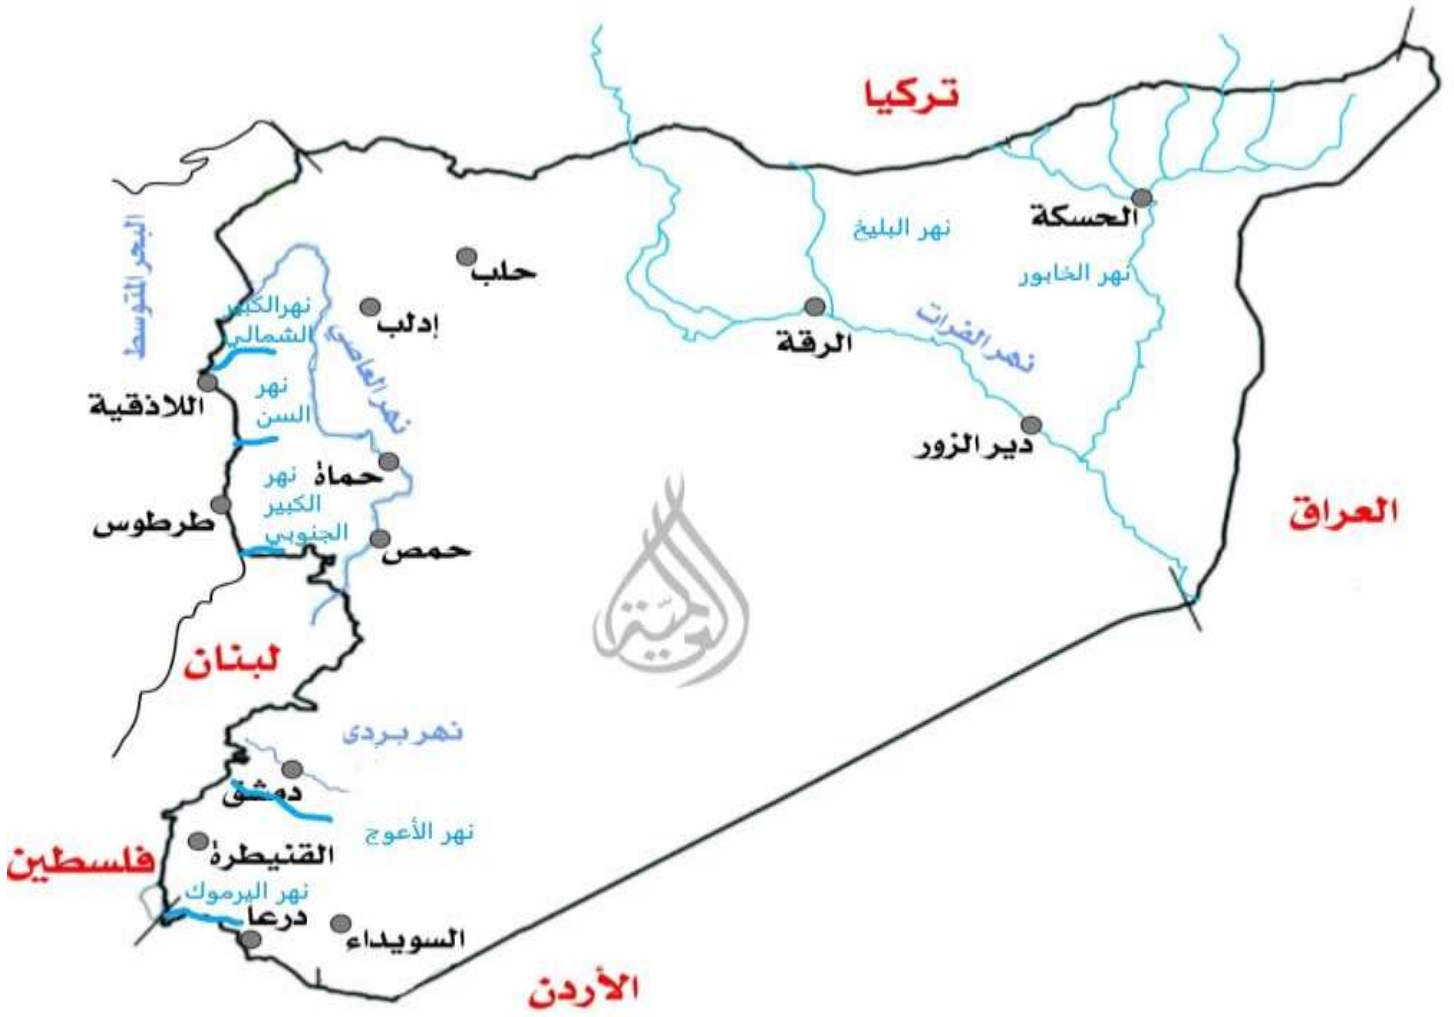 تركيا
البحر المتوسط
الحسكة
نهر البليخ
حلب
نهر الخابور
نهرالكبير
الشمالي
إدلب
نهر الفرات
الرقة
نهر العاصي
نهر
السن
اللاذقية
دير الزور
نهر
الكبير
الجنوبي
حماة
طرطوس
العراق
حمص
العالمية
لبنان
نهر بردى
دمشق
نهر الأعوج
القنيطرة
فلسطين
نهر اليرموك
درعا
السويداء
الأردن